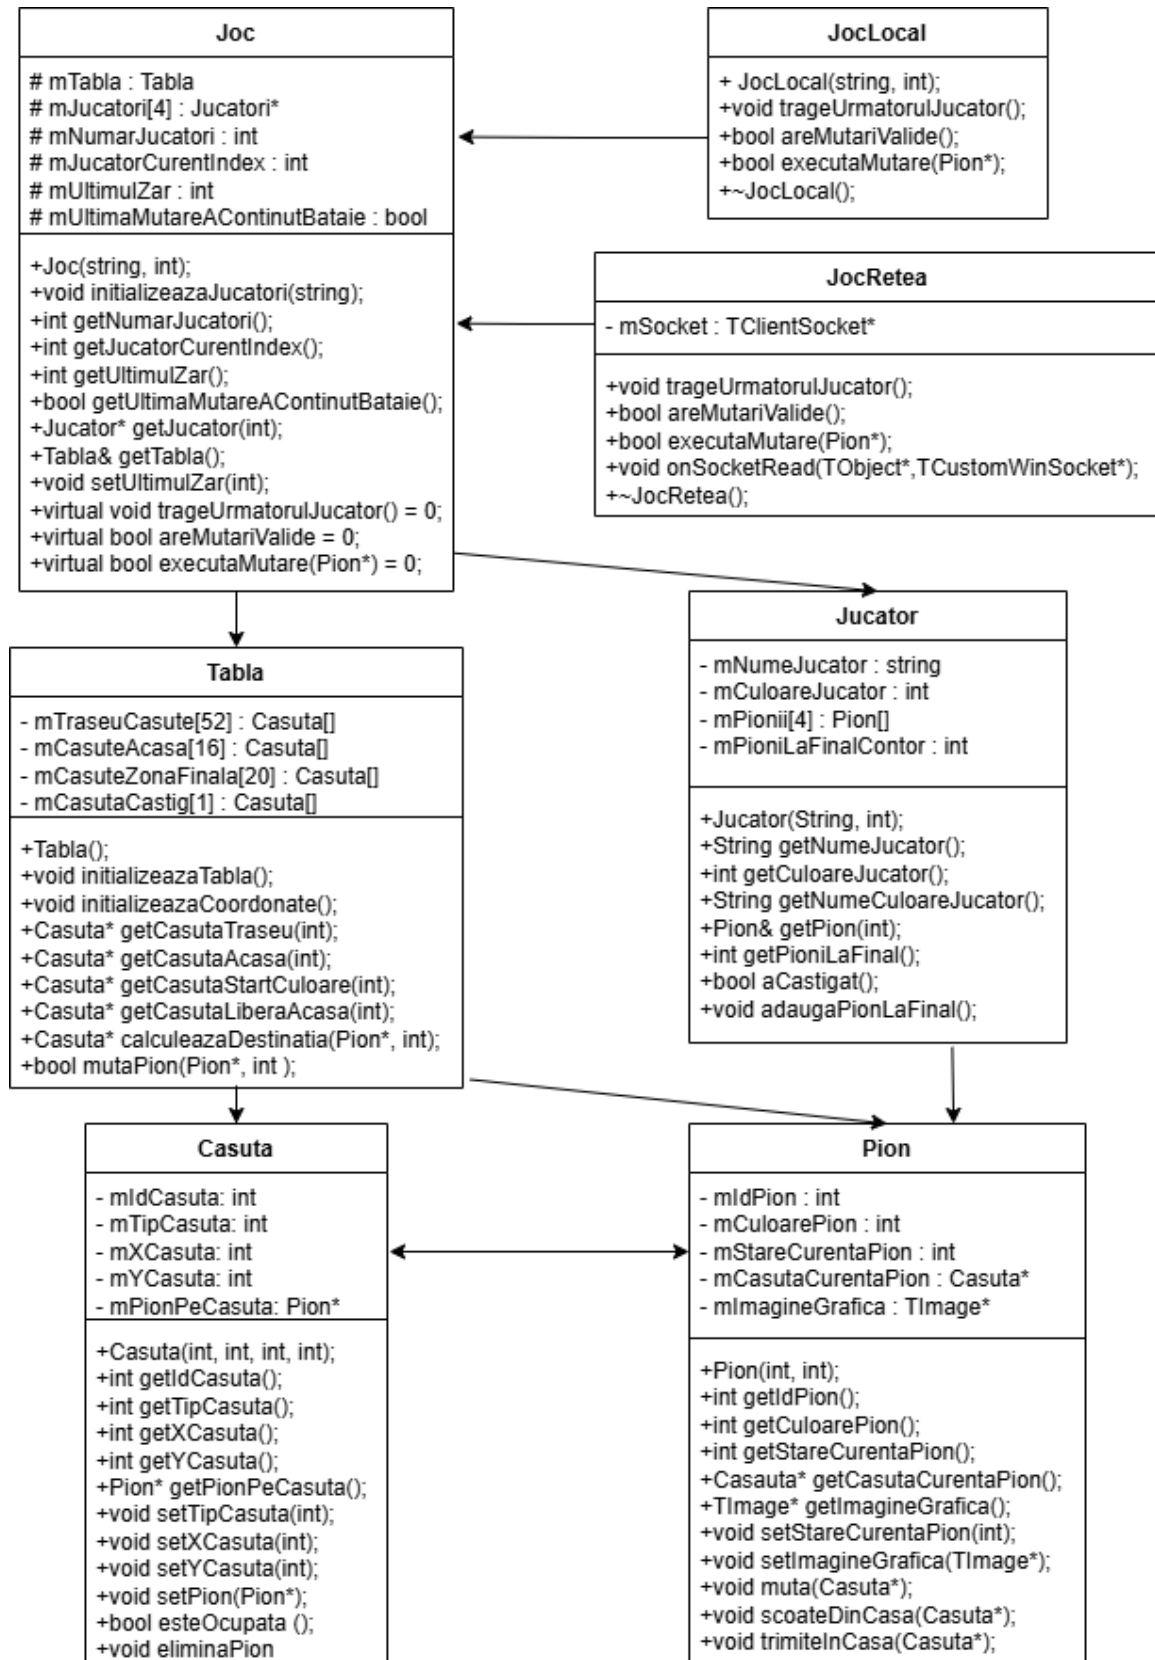 Joc
# mTabla : Tabla
# mJucatori[4] : Jucatori*
# mNumarJucatori : int
# mJucatorCurentIndex : int
# mUltimulZar : int
# mUltimaMutareAContinutBataie : bool
+Joc(string, int);
+void initializeazaJucatori(string);
+int getNumarJucatori();
+int getJucatorCurentIndex();
+int getUltimulZar();
+bool getUltimaMutareAContinutBataie();
+Jucator* getJucator(int);
+Tabla& getTabla();
+void setUltimulZar(int);
+virtual void trageUrmatorulJucator() = 0;
+virtual bool areMutariValide = 0;
+virtual bool executaMutare(Pion*) = 0;
JocLocal
+ JocLocal(string, int);
+void trageUrmatorulJucator();
+bool areMutariValide();
+bool executaMutare(Pion*);
+~JocLocal();
JocRetea
- mSocket : TClientSocket*
+void trageUrmatorulJucator();
+bool areMutariValide();
+bool executaMutare(Pion*);
+void onSocketRead(TObject*,TCustomWinSocket*);
+~JocRetea();
Tabla
- mTraseuCasute[52] : Casuta[]
- mCasuteAcasa[16] : Casuta[]
- mCasuteZonaFinala[20] : Casuta[]
- mCasutaCastig[1] : Casuta[]
+Tabla();
+void initializeazaTabla();
+void initializeazaCoordonate();
+Casuta* getCasutaTraseu(int);
+Casuta* getCasutaAcasa(int);
+Casuta* getCasutaStartCuloare(int);
+Casuta* getCasutaLiberaAcasa(int);
+Casuta* calculeazaDestinatia(Pion*, int);
+bool mutaPion(Pion*, int );
Jucator
- mNumeJucator : string
- mCuloareJucator : int
- mPionii[4] : Pion[]
- mPioniLaFinalContor : int
+Jucator(String, int);
+String getNumeJucator();
+int getCuloareJucator();
+String getNumeCuloareJucator();
+Pion& getPion(int);
+int getPioniLaFinal();
+bool aCastigat();
+void adaugaPionLaFinal();
Casuta
- mIdCasuta: int
- mTipCasuta: int
- mXCasuta: int
- mYCasuta: int
- mPionPeCasuta: Pion*
+Casuta(int, int, int, int);
+int getIdCasuta();
+int getTipCasuta();
+int getXCasuta();
+int getYCasuta();
+Pion* getPionPeCasuta();
+void setTipCasuta(int);
+void setXCasuta(int);
+void setYCasuta(int);
+void setPion(Pion*);
+bool esteOcupata ();
+void eliminaPion
Pion
- mIdPion : int
- mCuloarePion : int
- mStareCurentaPion : int
- mCasutaCurentaPion : Casuta*
- mImagineGrafica : TImage*
+Pion(int, int);
+int getIdPion();
+int getCuloarePion();
+int getStareCurentaPion();
+Casauta* getCasutaCurentaPion();
+TImage* getImagineGrafica();
+void setStareCurentaPion(int);
+void setImagineGrafica(TImage*);
+void muta(Casuta*);
+void scoateDinCasa(Casuta*);
+void trimiteInCasa(Casuta*);